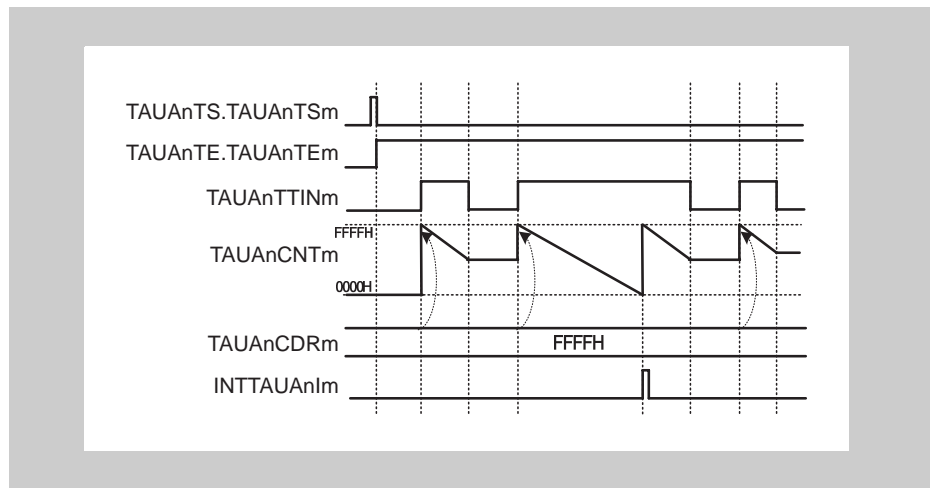 TAUAnTS.TAUAnTSm
TAUAnTE.TAUAnTEm
TAUAnTTINm
FFFFH
TAUAnCNTm
0000H
TAUAnCDRm
FFFFH
INTTAUAnIm